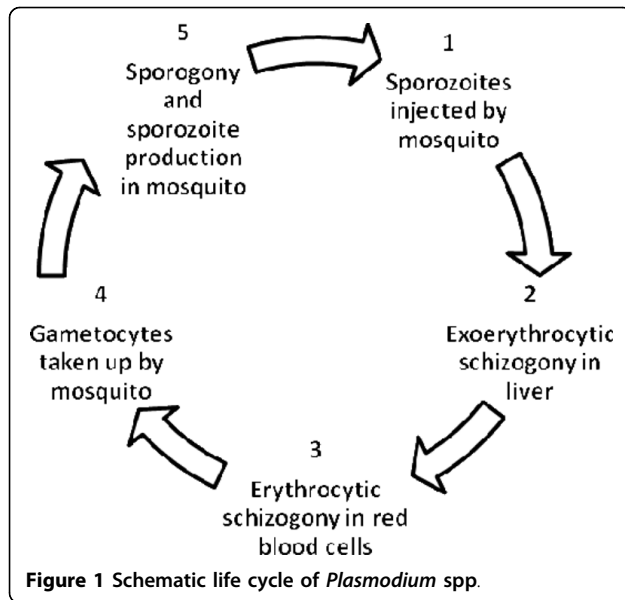 1
Sporozoites
injected by
mosquito
2
Exoerythrocytic
schizogony in
liver
3
Erythrocytic
schizogony in red
blood cells
4
Gametocytes
taken up by
mosquito
5
Sporogony
and
sporozoite
production
in mosquito
Figure 1 Schematic life cycle of Plasmodium spp.